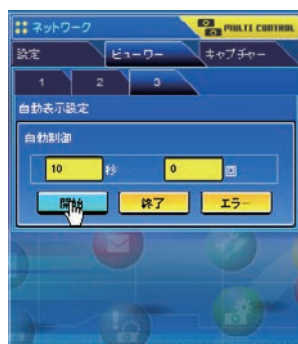 ネットワーク MULTI CONTROL
設定 ビューワー キャプチャー
1 2 3
自動表示設定
自動制御
10 秒 0 回
開始 終了 エラー